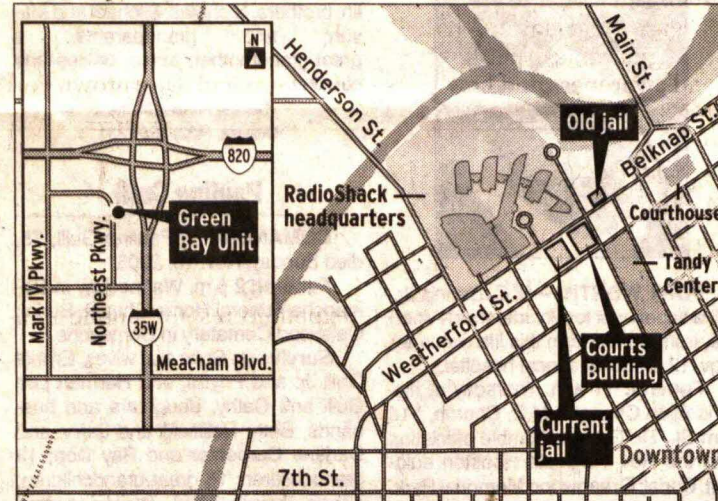 N
820
Green
Bay Unit
Mark IV Pkwy.
Northeast Pkwy.
35W
Meacham Blvd.
Henderson St.
Main St.
Old jail
Belknap St.
RadioShack
headquarters
Courthouse
Tandy
Center
Weatherford St.
Courts
Building
Current
jail
Downtown
7th St.